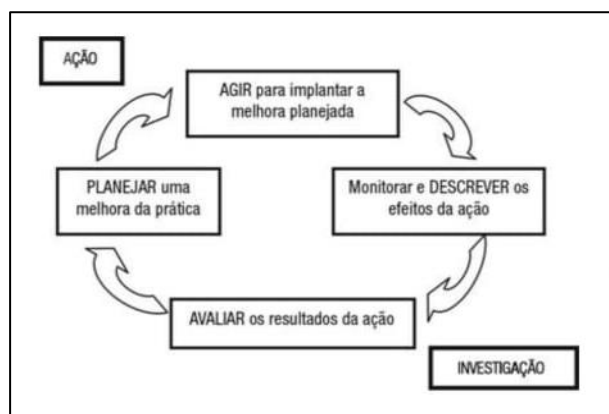 AÇÃO
AGIR para implantar a
melhora planejada
PLANEJAR uma
melhora da prática
Monitorar e DESCREVER os
efeitos da ação
AVALIAR os resultados da ação
INVESTIGAÇÃO